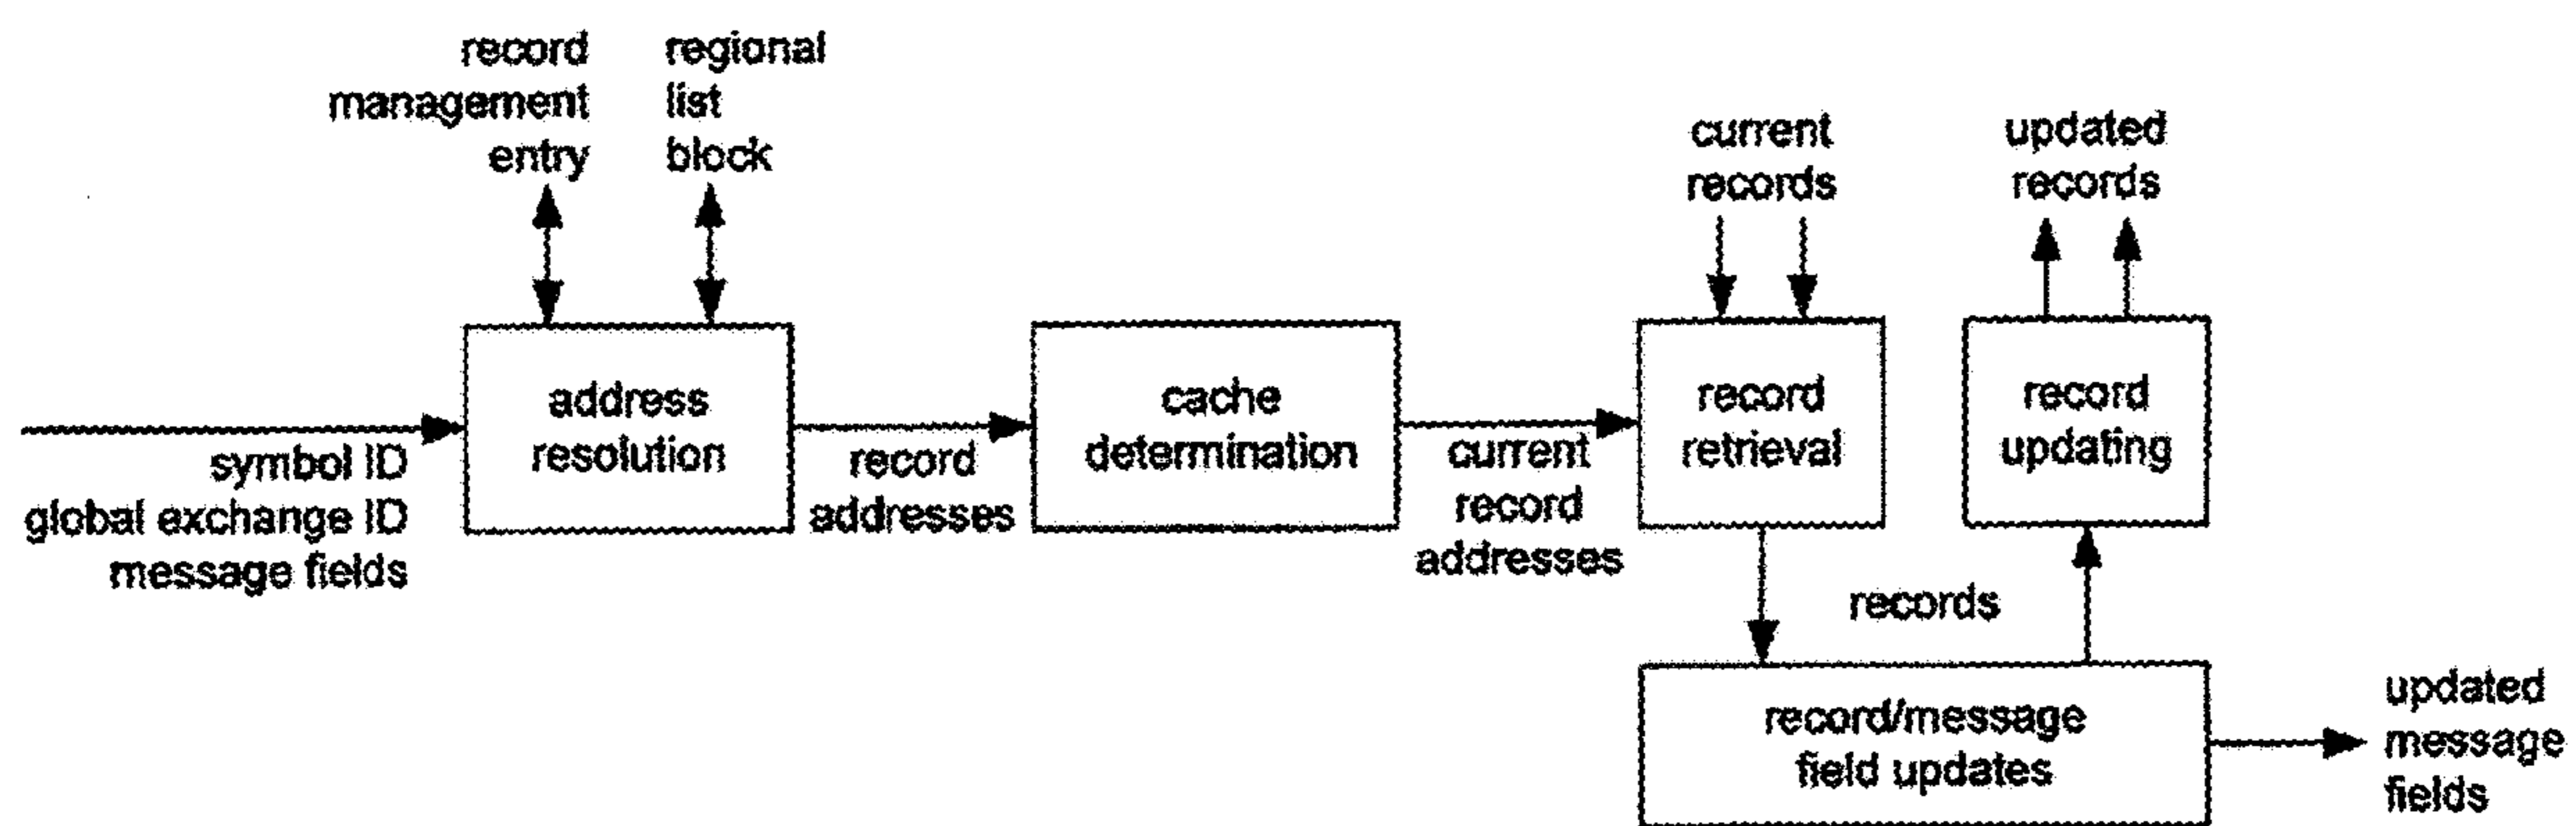 record
management
entry
regional
list
block
current
records
updated
records
address
resolution
cache
determination
record
retrieval
record
updating
symbol ID
global exchange ID
message fields
record
addresses
current
record
addresses
records
record/message
field updates
updated
message
fields